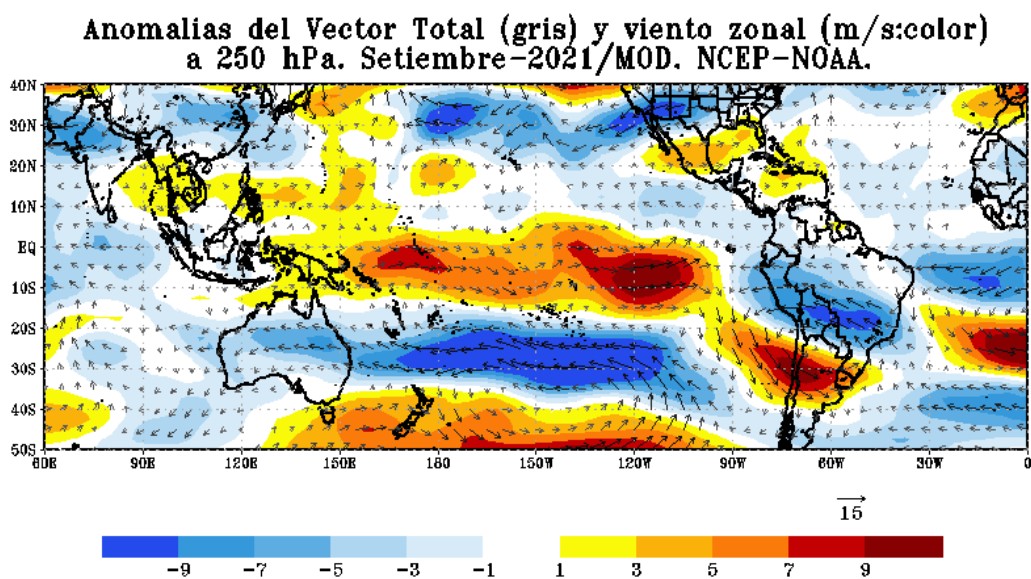 Anomalias del Vector Total (gris) y viento zonal (m/s:color)
a 250 hPa. Setiembre-2021/MOD. NCEP-NOAA.
40N
30N
20N
10N
EQ
10S
20S
30S
40S
50S
60E 90E 120E 150E 180 150W 120W 90W 60W 30W 0
15
-9 -7 -5 -3 -1 1 3 5 7 9